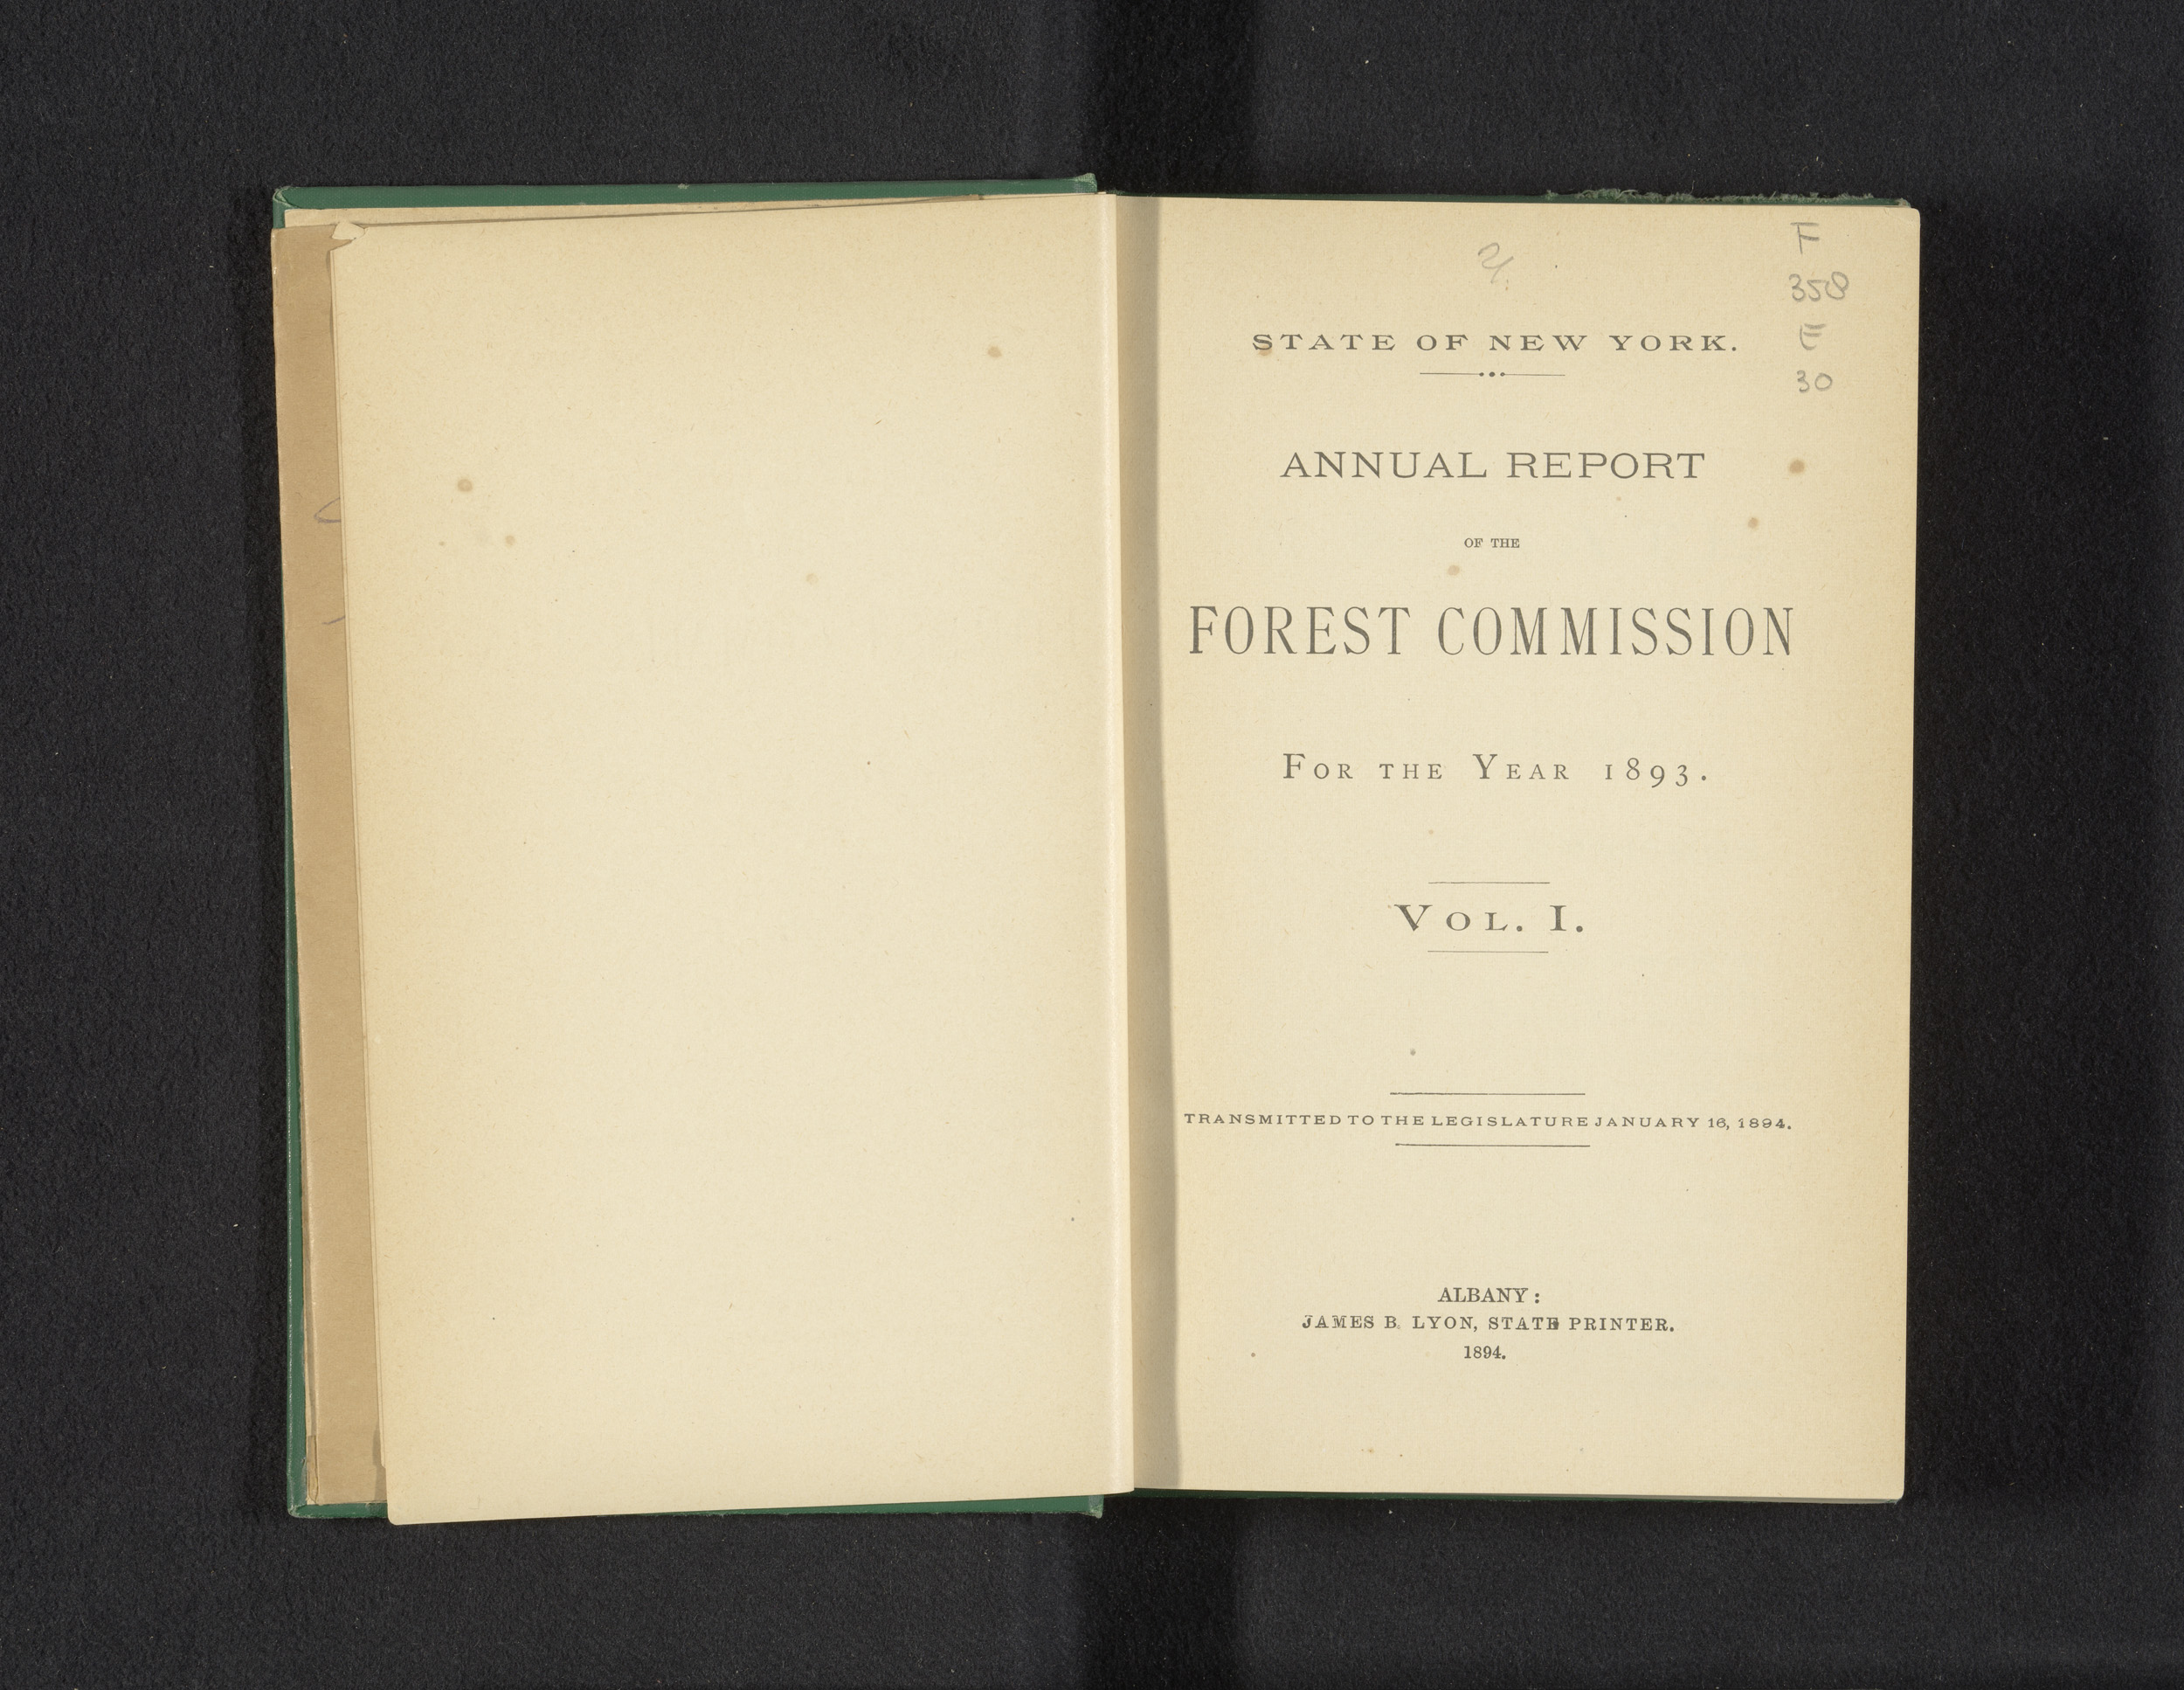 F
358
E
30
STATE OF NEW YORK.
ANNUAL REPORT
OF THE
FOREST COMMISSION
FOR THE YEAR 1893.
VOL. I.
TRANSMITTED TO THE LEGISLATURE JANUARY 16, 1894.
ALBANY:
JAMES B. LYON, STATE PRINTER.
1894.